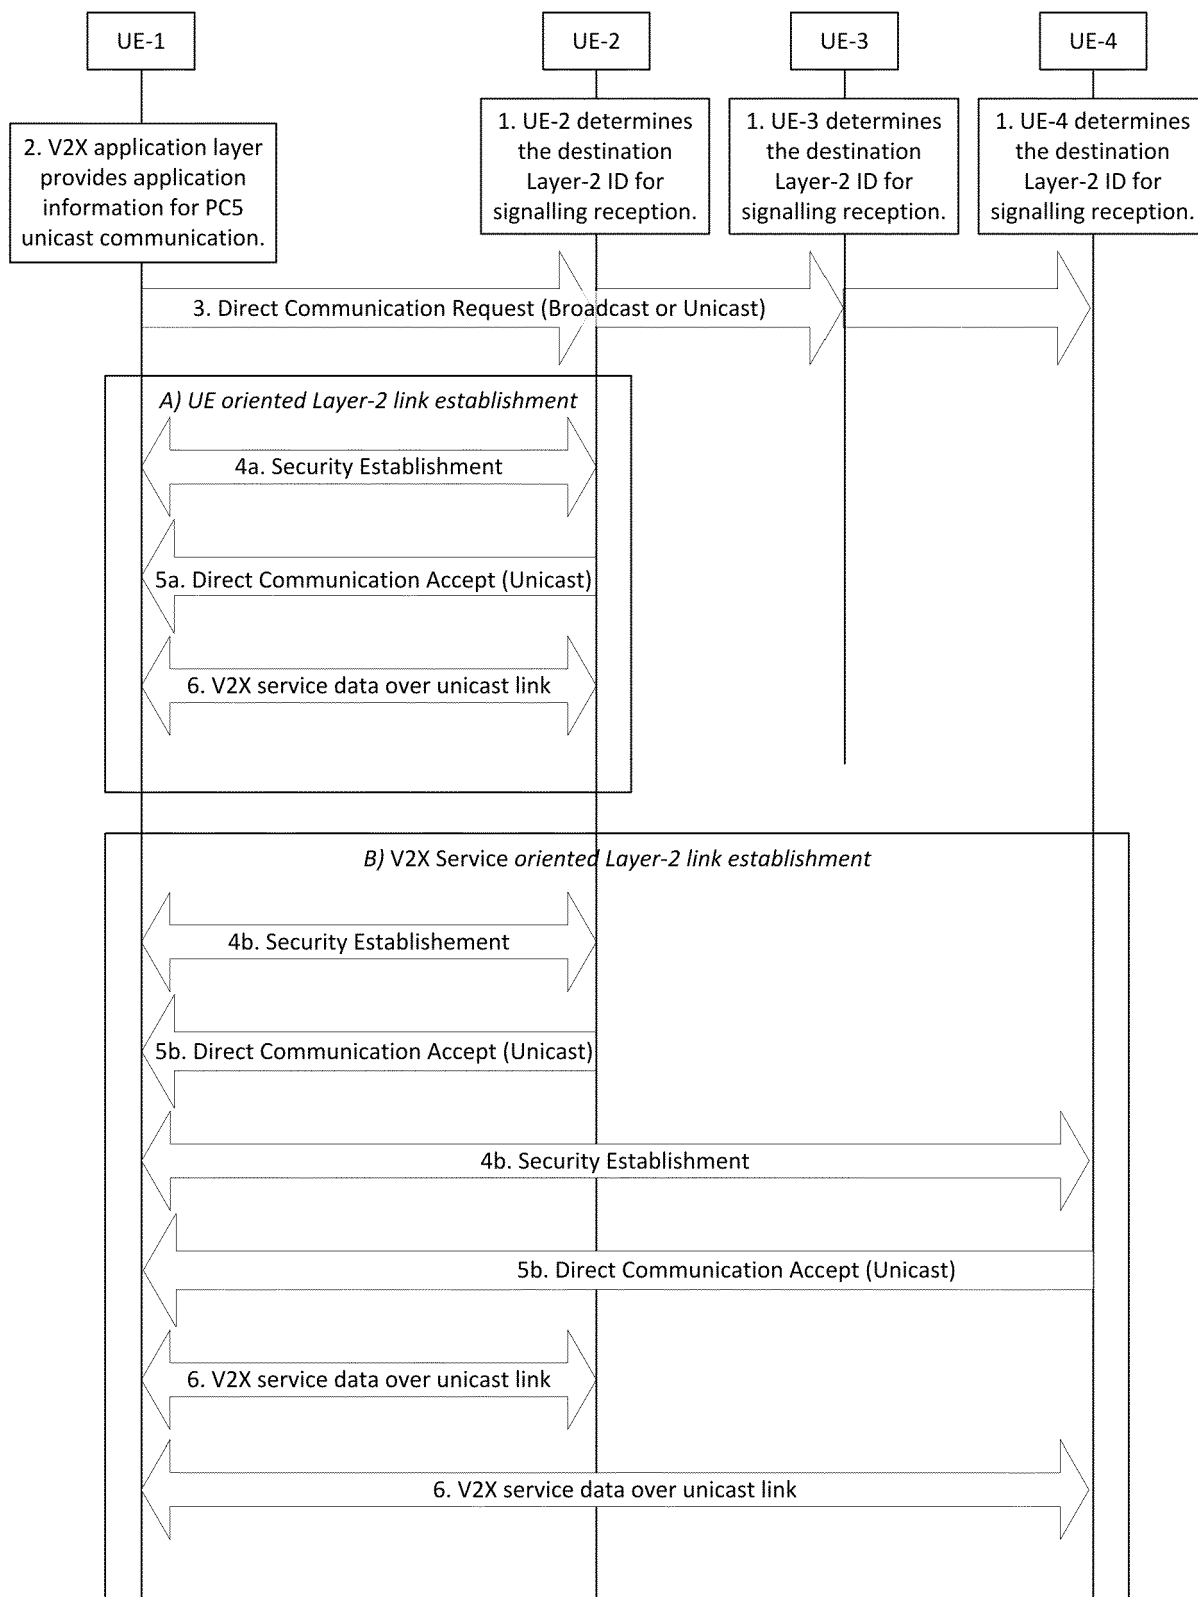 UE-1
UE-2
UE-3
UE-4
2. V2X application layer
provides application
information for PC5
unicast communication.
1. UE-2 determines
the destination
Layer-2 ID for
signalling reception.
1. UE-3 determines
the destination
Layer-2 ID for
signalling reception.
1. UE-4 determines
the destination
Layer-2 ID for
signalling reception.
3. Direct Communication Request (Broadcast or Unicast)
A) UE oriented Layer-2 link establishment
4a. Security Establishment
5a. Direct Communication Accept (Unicast)
6. V2X service data over unicast link
B) V2X Service oriented Layer-2 link establishment
4b. Security Establishement
5b. Direct Communication Accept (Unicast)
4b. Security Establishment
5b. Direct Communication Accept (Unicast)
6. V2X service data over unicast link
6. V2X service data over unicast link